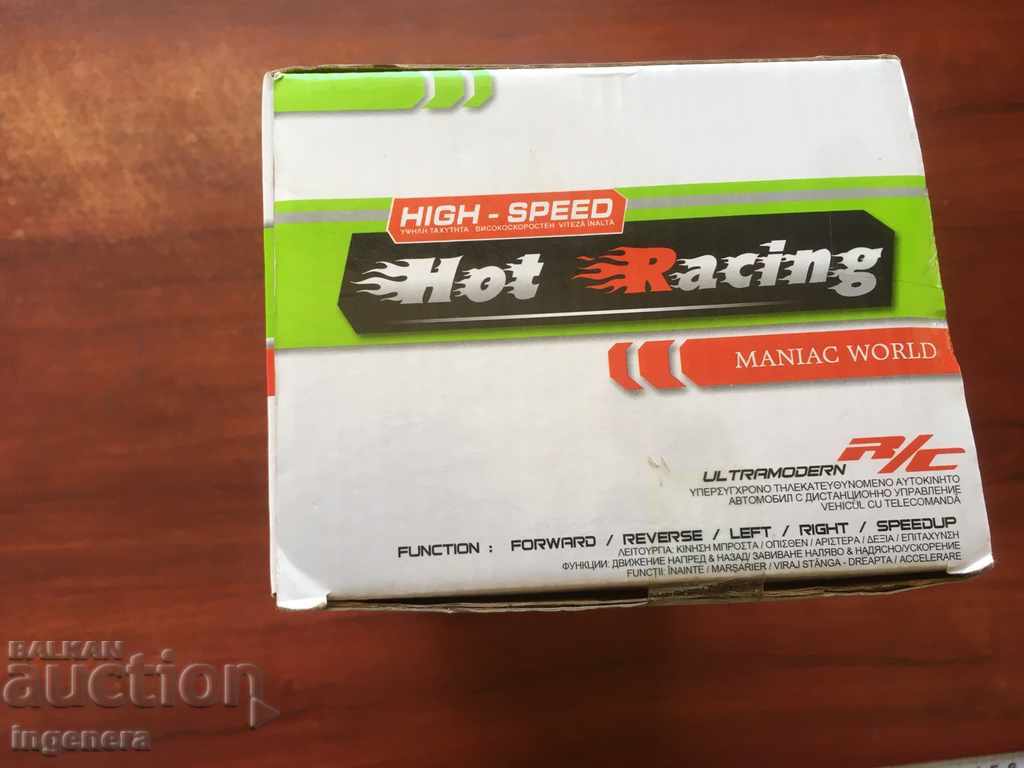 HIGH - SPEED
ΥΨΗΛΗ ΤΑΧΥΤΗΤΑ ВИСОКОСКОРОСТЕН VITEZĂ ÎNALTĂ
Hot Racing
MANIAC WORLD
ULTRAMODERN R/C
ΥΠΕΡΣΥΓΧΡΟΝΟ ΤΗΛΕΚΑΤΕΥΘΥΝΟΜΕΝΟ ΑΥΤΟΚΙΝΗΤΟ
АВТОМОБИЛ С ДИСТАНЦИОННО УПРАВЛЕНИЕ
VEHICUL CU TELECOMANDĂ
FUNCTION : FORWARD / REVERSE / LEFT / RIGHT / SPEEDUP
ΛΕΙΤΟΥΡΓΙΑ: ΚΙΝΗΣΗ ΜΠΡΟΣΤΑ / ΟΠΙΣΘΕΝ / ΑΡΙΣΤΕΡΑ / ΔΕΞΙΑ / ΕΠΙΤΑΧΥΝΣΗ
ФУНКЦИИ: ДВИЖЕНИЕ НАПРЕД & НАЗАД/ ЗАВИВАНЕ НАЛЯВО & НАДЯСНО/УСКОРЕНИЕ
FUNCȚII: ÎNAINTE / MARȘARIER / VIRAJ STÂNGA - DREAPTA / ACCELERARE
BALKAN
auction
ingenera